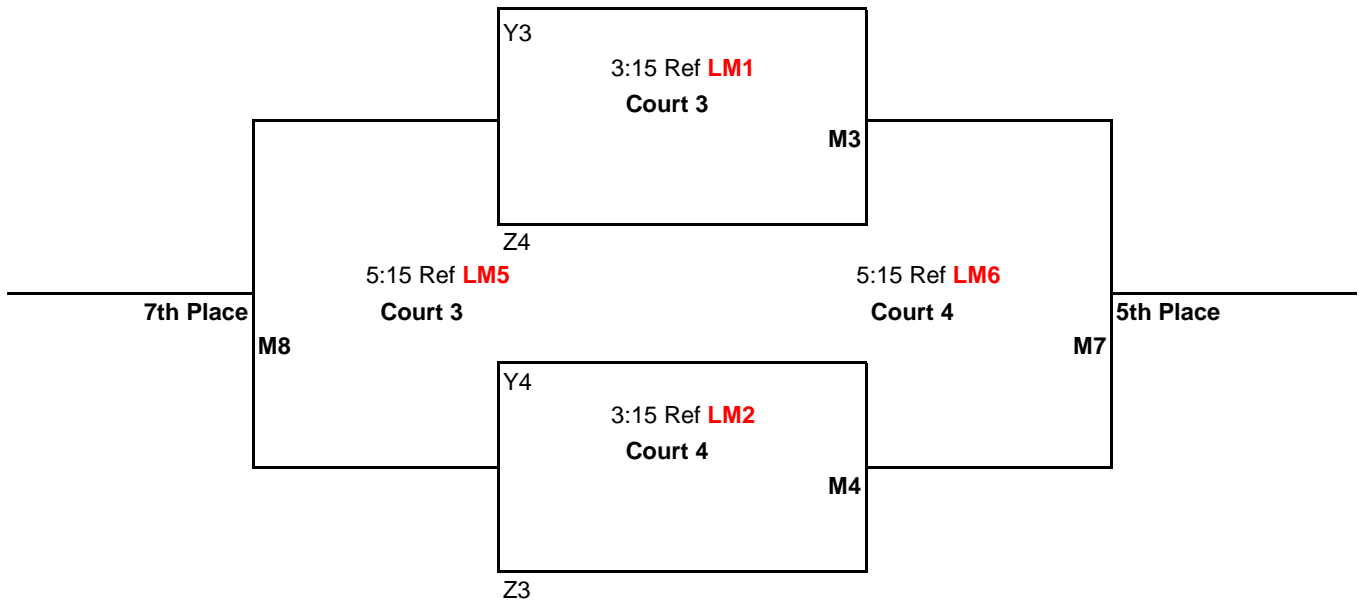 Y3
3:15 Ref LM1
Court 3
M3
Z4
5:15 Ref LM5
5:15 Ref LM6
7th Place
Court 3
Court 4
5th Place
M8
M7
Y4
3:15 Ref LM2
Court 4
M4
Z3